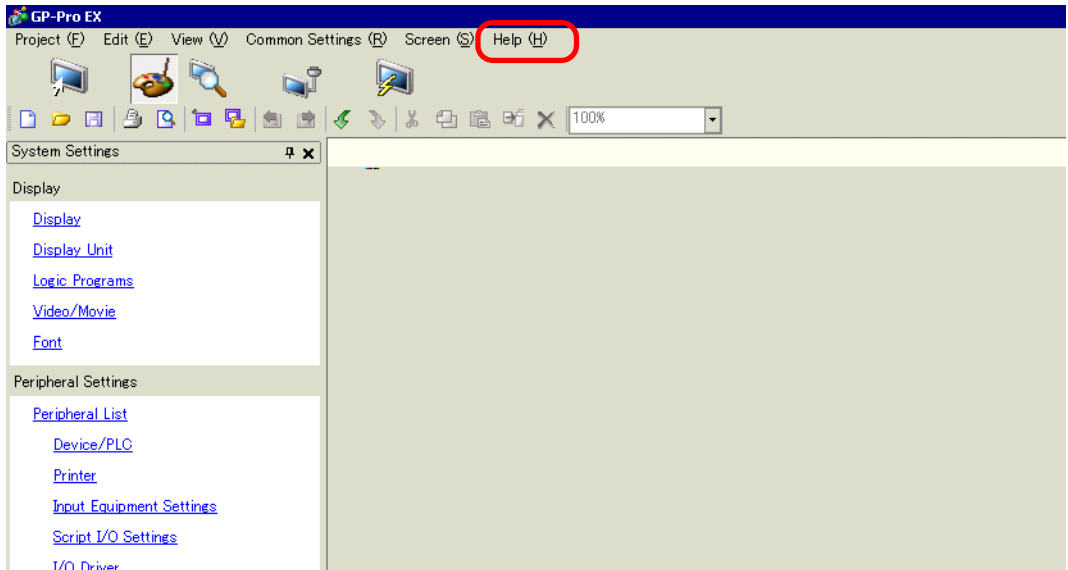 GP-Pro EX
Project (F) Edit (E) View (V) Common Settings (R) Screen (S) Help (H)
100%
System Settings
Display
Display
Display Unit
Logic Programs
Video/Movie
Font
Peripheral Settings
Peripheral List
Device/PLC
Printer
Input Equipment Settings
Script I/O Settings
I/O Driver